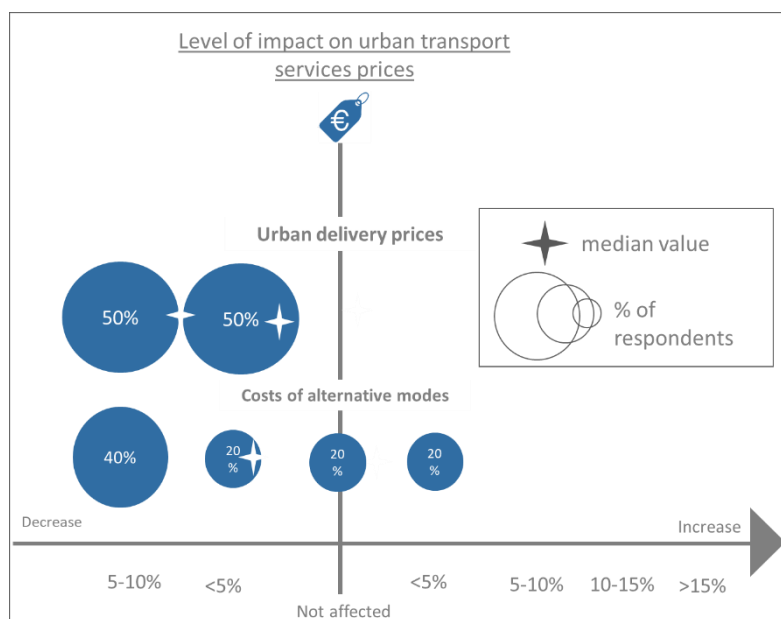 Level of impact on urban transport
services prices
€
Urban delivery prices
median value
% of
respondents
50%
50%
Costs of alternative modes
40%
20
%
20
%
20
%
Decrease
Increase
5-10%
<5%
<5%
5-10%
10-15%
>15%
Not affected